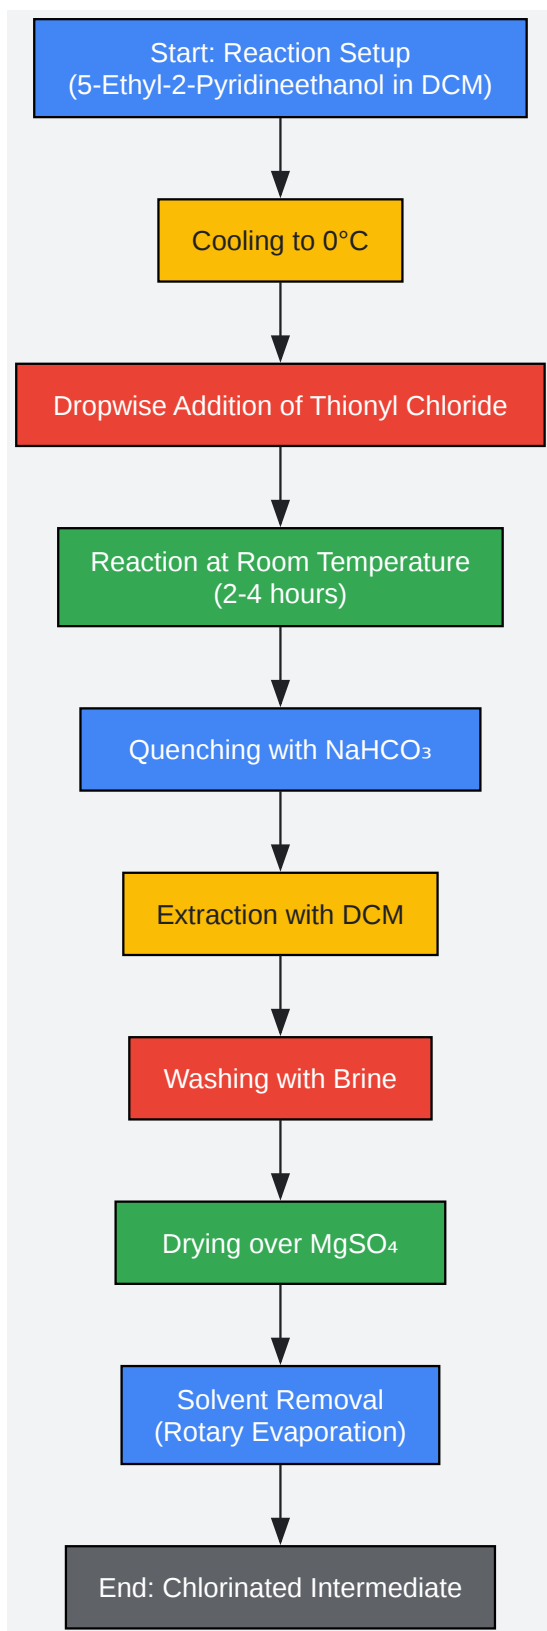 Start: Reaction Setup
(5-Ethyl-2-Pyridineethanol in DCM)
Cooling to 0°C
Dropwise Addition of Thionyl Chloride
Reaction at Room Temperature
(2-4 hours)
Quenching with NaHCO₃
Extraction with DCM
Washing with Brine
Drying over MgSO₄
Solvent Removal
(Rotary Evaporation)
End: Chlorinated Intermediate